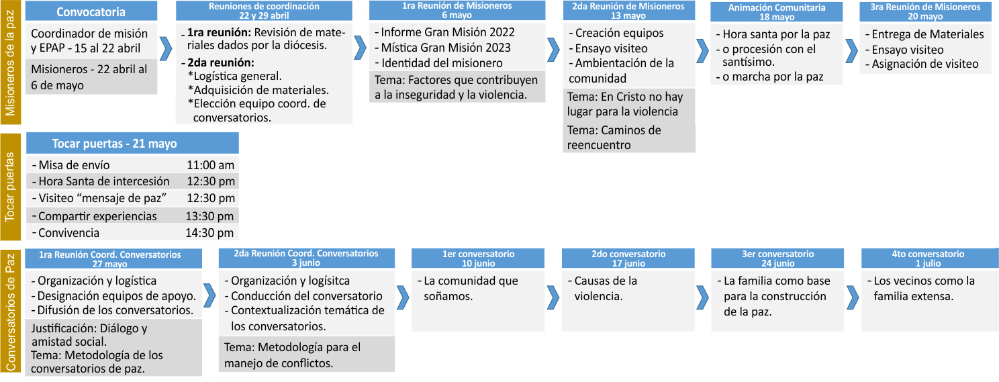 Misioneros de la paz
Convocatoria
Coordinador de misión
y EPAP - 15 al 22 abril
Misioneros - 22 abril al
6 de mayo
Reuniones de coordinación
22 y 29 abril
- 1ra reunión: Revisión de mate-
riales dados por la diócesis.
- 2da reunión:
*Logística general.
*Adquisición de materiales.
*Elección equipo coord. de
conversatorios.
1ra Reunión de Misioneros
6 mayo
- Informe Gran Misión 2022
- Mística Gran Misión 2023
- Identidad del misionero
Tema: Factores que contribuyen
a la inseguridad y la violencia.
2da Reunión de Misioneros
13 mayo
- Creación equipos
- Ensayo visiteo
- Ambientación de la
comunidad
Tema: En Cristo no hay
lugar para la violencia
Tema: Caminos de
reencuentro
Animación Comunitaria
18 mayo
- Hora santa por la paz
- o procesión con el
santísimo.
- o marcha por la paz
3ra Reunión de Misioneros
20 mayo
- Entrega de Materiales
- Ensayo visiteo
- Asignación de visiteo
Tocar puertas
Tocar puertas - 21 mayo
- Misa de envío 11:00 am
- Hora Santa de intercesión 12:30 pm
- Visiteo “mensaje de paz” 12:30 pm
- Compartir experiencias 13:30 pm
- Convivencia 14:30 pm
Conversatorios de Paz
1ra Reunión Coord. Conversatorios
27 mayo
- Organización y logística
- Designación equipos de apoyo.
- Difusión de los conversatorios.
Justificación: Diálogo y
amistad social.
Tema: Metodología de los
conversatorios de paz.
2da Reunión Coord. Conversatorios
3 junio
- Organización y logísitca
- Conducción del conversatorio
- Contextualización temática de
los conversatorios.
Tema: Metodología para el
manejo de conflictos.
1er conversatorio
10 junio
- La comunidad que
soñamos.
2do conversatorio
17 junio
- Causas de la
violencia.
3er conversatorio
24 junio
- La familia como base
para la construcción
de la paz.
4to conversatorio
1 julio
- Los vecinos como la
familia extensa.